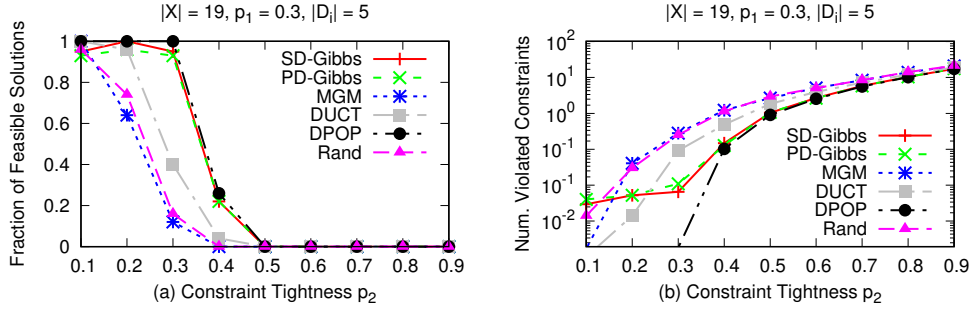 |X| = 19, p1 = 0.3, |Di| = 5
Fraction of Feasible Solutions
1
0.8
0.6
0.4
0.2
0
SD-Gibbs
PD-Gibbs
MGM
DUCT
DPOP
Rand
0.1 0.2 0.3 0.4 0.5 0.6 0.7 0.8 0.9
(a) Constraint Tightness p2
|X| = 19, p1 = 0.3, |Di| = 5
Num. Violated Constraints
10^2
10^1
10^0
10^-1
10^-2
SD-Gibbs
PD-Gibbs
MGM
DUCT
DPOP
Rand
0.1 0.2 0.3 0.4 0.5 0.6 0.7 0.8 0.9
(b) Constraint Tightness p2